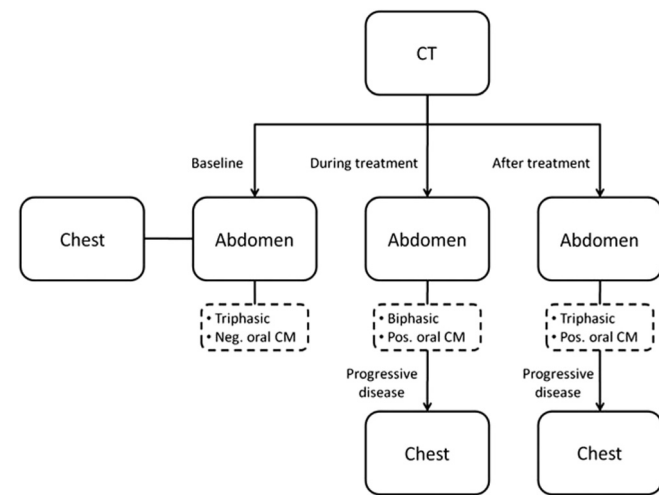 CT
Baseline
During treatment
After treatment
Chest
Abdomen
Abdomen
Abdomen
• Triphasic
• Neg. oral CM
• Biphasic
• Pos. oral CM
• Triphasic
• Pos. oral CM
Progressive
disease
Progressive
disease
Chest
Chest